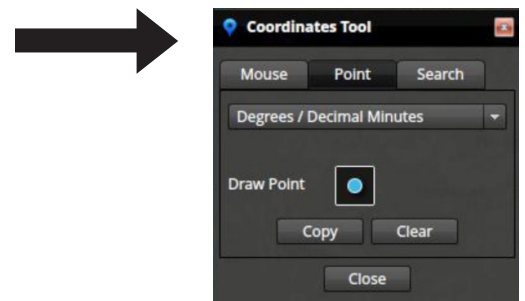 Coordinates Tool
Mouse Point Search
Degrees / Decimal Minutes
Draw Point
Copy Clear
Close